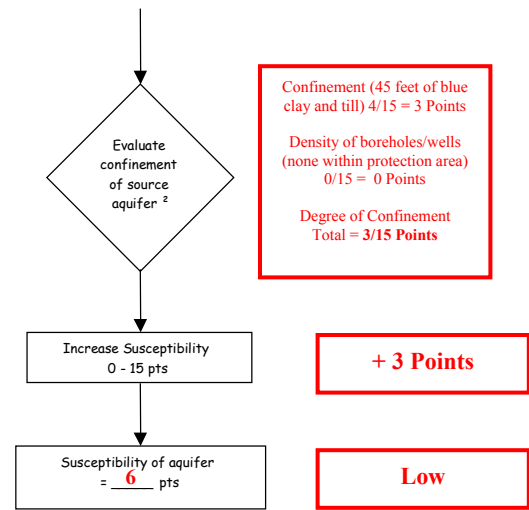 Evaluate
confinement
of source
aquifer ²
Confinement (45 feet of blue
clay and till) 4/15 = 3 Points
Density of boreholes/wells
(none within protection area)
0/15 = 0 Points
Degree of Confinement
Total = 3/15 Points
Increase Susceptibility
0 - 15 pts
+ 3 Points
Susceptibility of aquifer
= __6__ pts
Low